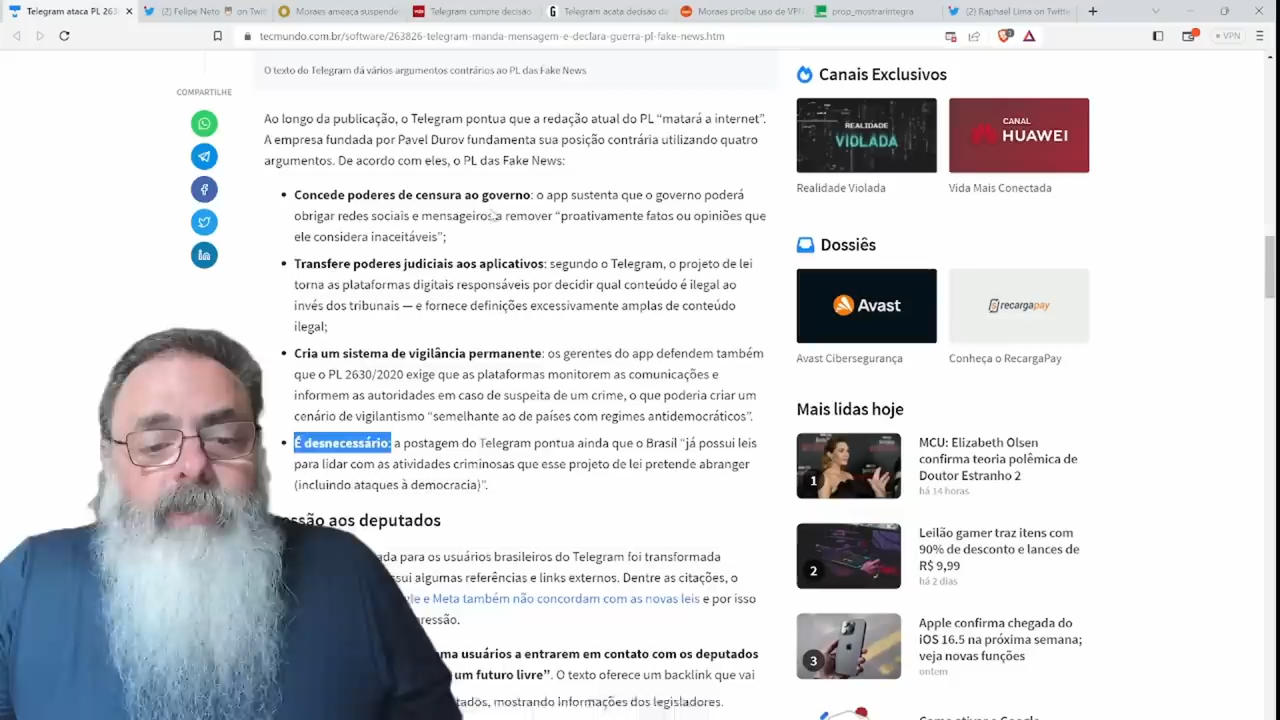 Telegram ataca PL 263
(2) Felipe Neto 🦉 on Twit
Moraes ameaça suspende
Telegram cumpre decisão
Telegram acata decisão da
Moraes proíbe uso de VPN
prop_mostrarintegra
(2) Raphael Lima on Twitte
tecmundo.com.br/software/263826-telegram-manda-mensagem-e-declara-guerra-pl-fake-news.htm
VPN
O texto do Telegram dá vários argumentos contrários ao PL das Fake News
COMPARTILHE
Ao longo da publicação, o Telegram pontua que a redação atual do PL “matará a internet”.
A empresa fundada por Pavel Durov fundamenta sua posição contrária utilizando quatro
argumentos. De acordo com eles, o PL das Fake News:
• Concede poderes de censura ao governo: o app sustenta que o governo poderá
obrigar redes sociais e mensageiros a remover “proativamente fatos ou opiniões que
ele considera inaceitáveis”;
• Transfere poderes judiciais aos aplicativos: segundo o Telegram, o projeto de lei
torna as plataformas digitais responsáveis por decidir qual conteúdo é ilegal ao
invés dos tribunais — e fornece definições excessivamente amplas de conteúdo
ilegal;
• Cria um sistema de vigilância permanente: os gerentes do app defendem também
que o PL 2630/2020 exige que as plataformas monitorem as comunicações e
informem as autoridades em caso de suspeita de um crime, o que poderia criar um
cenário de vigilantismo “semelhante ao de países com regimes antidemocráticos”.
• É desnecessário: a postagem do Telegram pontua ainda que o Brasil “já possui leis
para lidar com as atividades criminosas que esse projeto de lei pretende abranger
(incluindo ataques à democracia)”.
ssão aos deputados
ada para os usuários brasileiros do Telegram foi transformada
sui algumas referências e links externos. Dentre as citações, o
le e Meta também não concordam com as novas leis e por isso
pressão.
ma usuários a entrarem em contato com os deputados
um futuro livre”. O texto oferece um backlink que vai
tados, mostrando informações dos legisladores.
Canais Exclusivos
REALIDADE
VIOLADA
CANAL
HUAWEI
Realidade Violada
Vida Mais Conectada
Dossiês
Avast
recargapay
Avast Cibersegurança
Conheça o RecargaPay
Mais lidas hoje
1
MCU: Elizabeth Olsen
confirma teoria polêmica de
Doutor Estranho 2
há 14 horas
2
Leilão gamer traz itens com
90% de desconto e lances de
R$ 9,99
há 2 dias
3
Apple confirma chegada do
iOS 16.5 na próxima semana;
veja novas funções
ontem